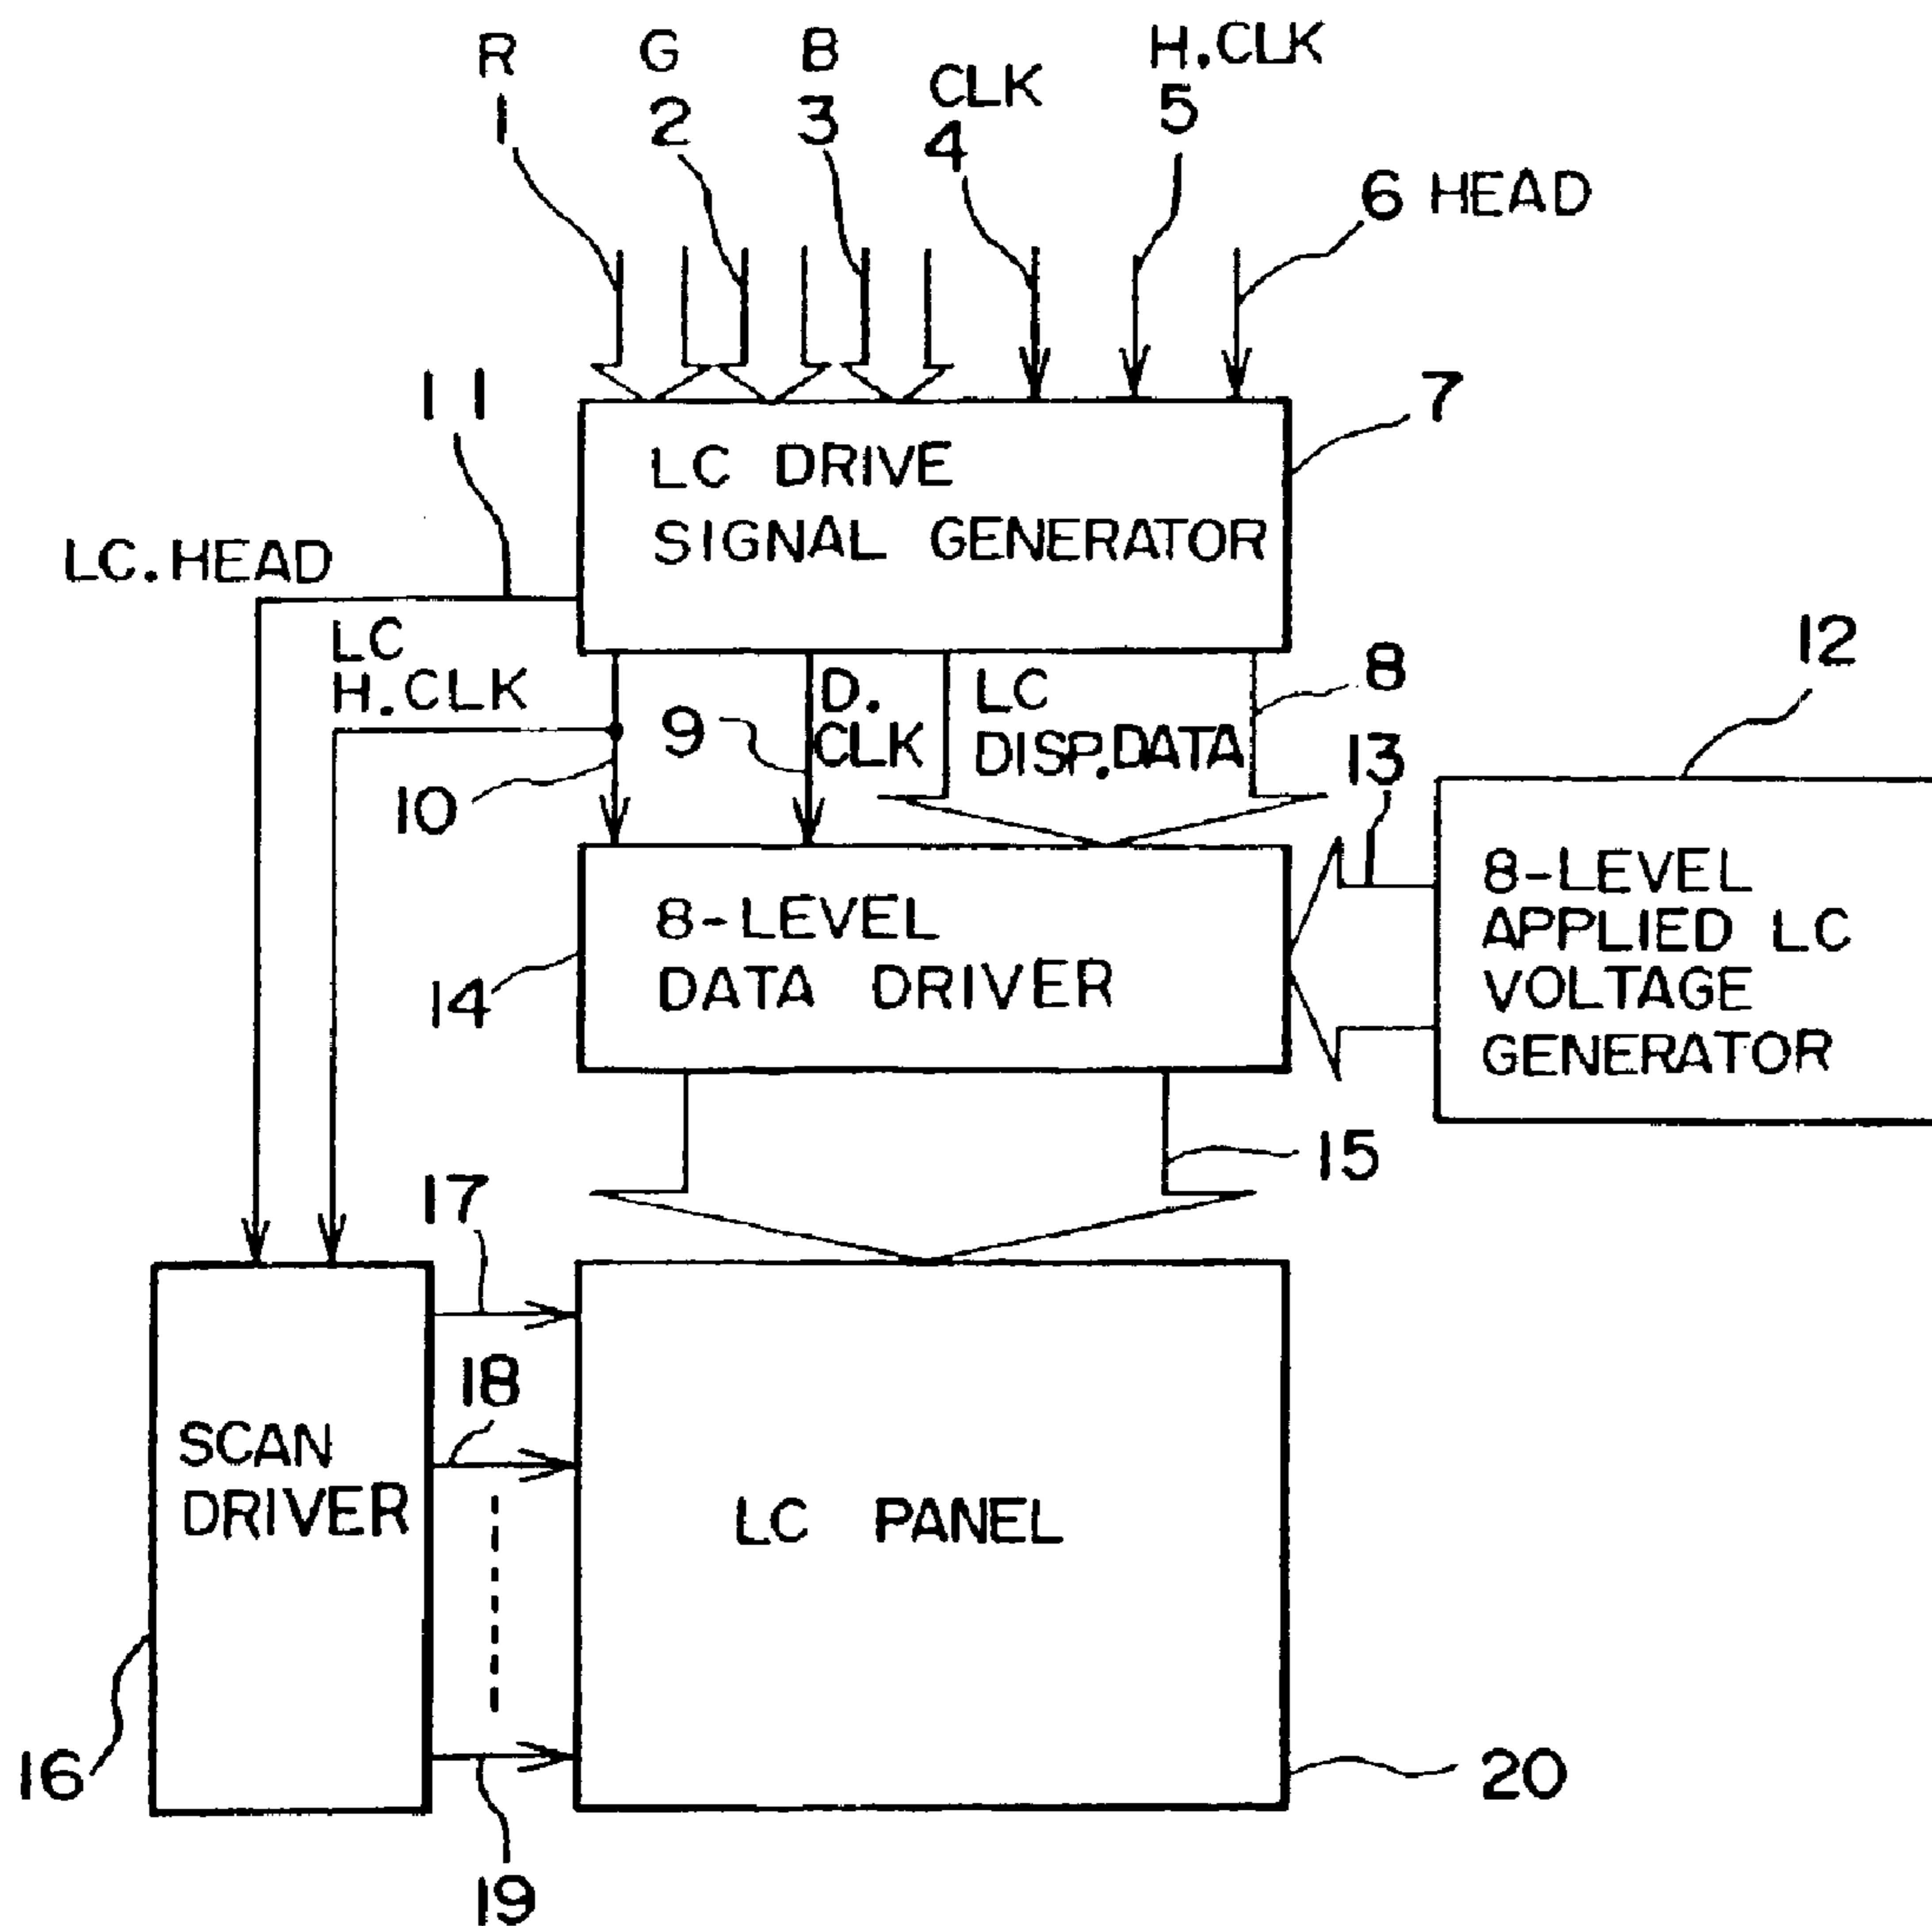 R
G
B
CLK
H.CLK
1
2
3
4
5
6 HEAD
11
7
LC DRIVE
SIGNAL GENERATOR
LC.HEAD
LC
H.CLK
9
D.
CLK
LC
DISP.DATA
8
12
10
13
8-LEVEL
DATA DRIVER
14
8-LEVEL
APPLIED LC
VOLTAGE
GENERATOR
15
17
18
SCAN
DRIVER
LC PANEL
16
20
19